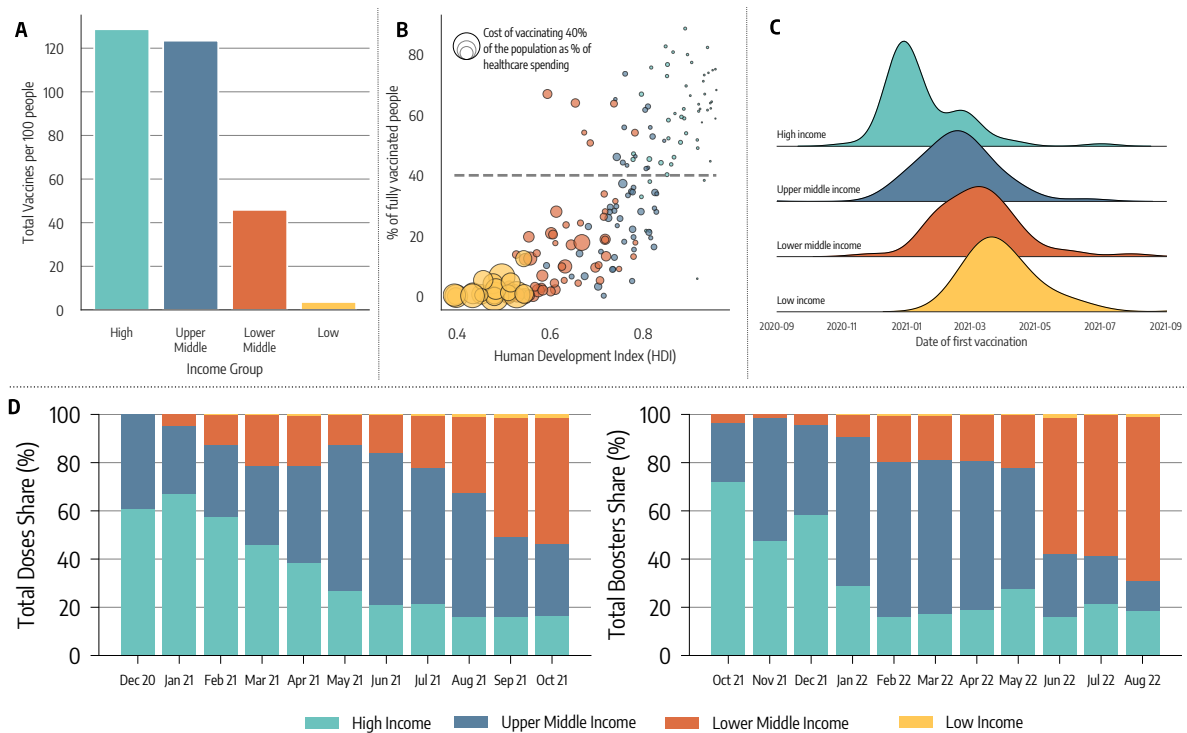 A
Total Vaccines per 100 people
120
100
80
60
40
20
0
High
Upper
Middle
Lower
Middle
Low
Income Group
B
Cost of vaccinating 40%
of the population as % of
healthcare spending
% of fully vaccinated people
80
60
40
20
0
0.4
0.6
0.8
Human Development Index (HDI)
C
High income
Upper middle income
Lower middle income
Low income
2020-09
2020-11
2021-01
2021-03
2021-05
2021-07
2021-09
Date of first vaccination
D
Total Doses Share (%)
100
80
60
40
20
0
Dec 20
Jan 21
Feb 21
Mar 21
Apr 21
May 21
Jun 21
Jul 21
Aug 21
Sep 21
Oct 21
Total Boosters Share (%)
100
80
60
40
20
0
Oct 21
Nov 21
Dec 21
Jan 22
Feb 22
Mar 22
Apr 22
May 22
Jun 22
Jul 22
Aug 22
High Income
Upper Middle Income
Lower Middle Income
Low Income